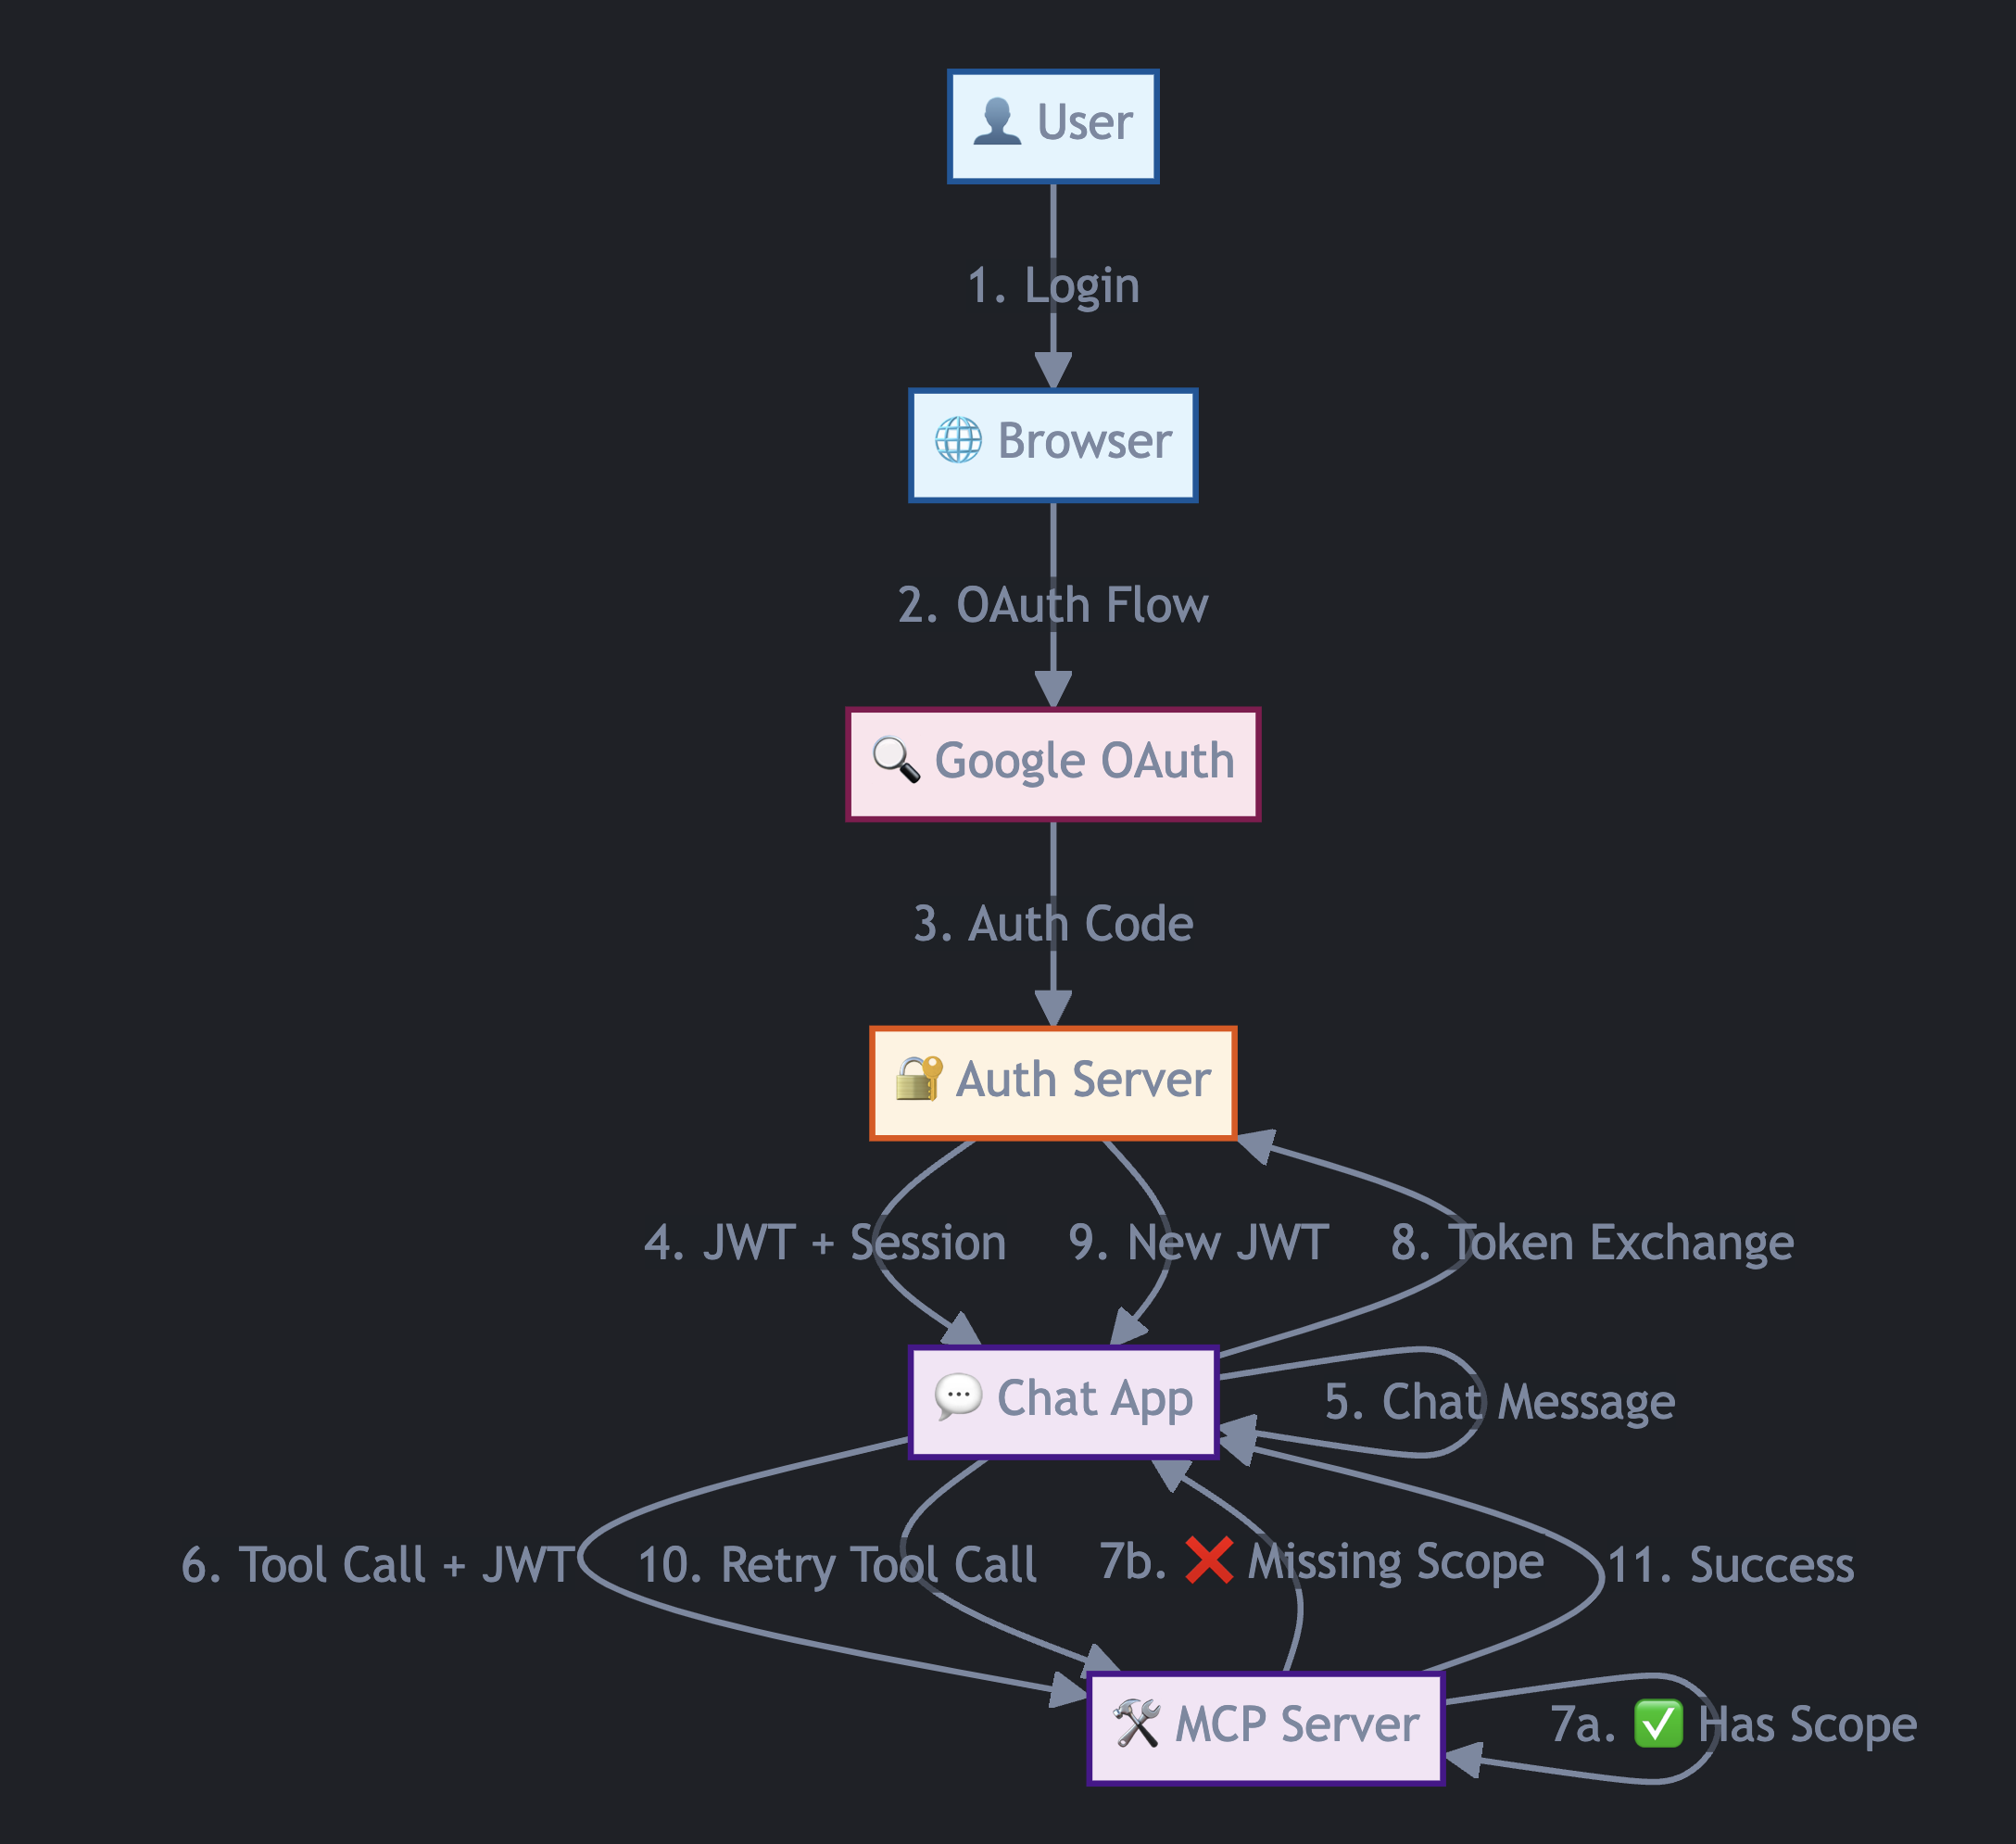 User
1. Login
Browser
2. OAuth Flow
Google OAuth
3. Auth Code
Auth Server
4. JWT + Session
9. New JWT
8. Token Exchange
Chat App
5. Chat Message
6. Tool Call + JWT
10. Retry Tool Call
7b. ❌ Missing Scope
11. Success
MCP Server
7a. ✅ Has Scope